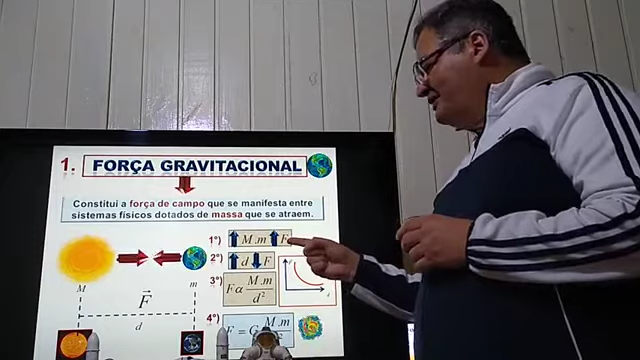 1. FORÇA GRAVITACIONAL
Constitui a força de campo que se manifesta entre
sistemas físicos dotados de massa que se atraem.
1º) M.m F
2º) d F
3º) F α M.m / d²
M m
F
d
4º) F = G M.m